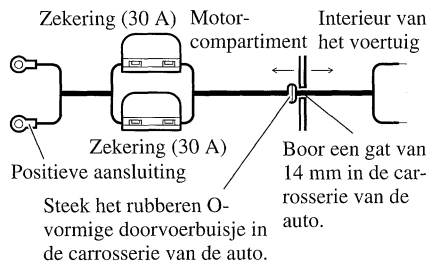 Zekering (30 A)
Motor-
compartiment
Interieur van
het voertuig
Zekering (30 A)
Positieve aansluiting
Steek het rubberen O-
vormige doorvoerbuisje in
de carrosserie van de auto.
Boor een gat van
14 mm in de car-
rosserie van de
auto.